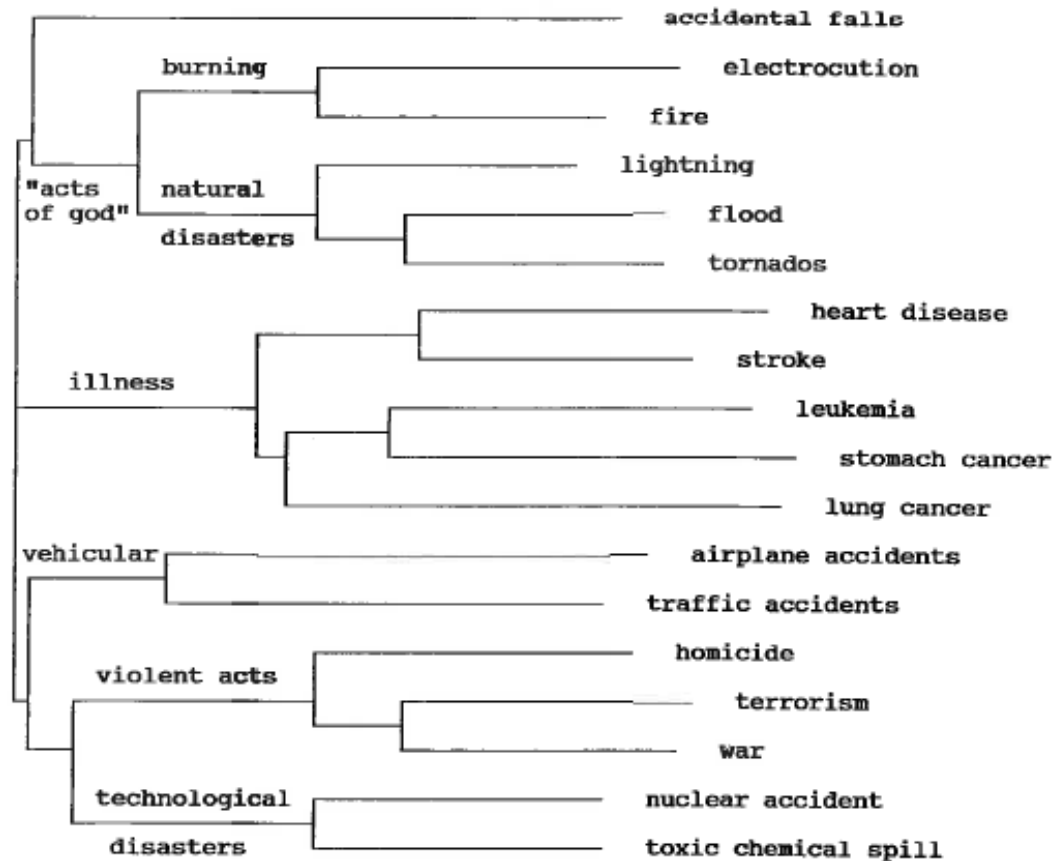 accidental falls
burning
electrocution
fire
lightning
"acts
of god"
natural
disasters
flood
tornados
heart disease
stroke
illness
leukemia
stomach cancer
lung cancer
vehicular
airplane accidents
traffic accidents
homicide
violent acts
terrorism
war
technological
disasters
nuclear accident
toxic chemical spill